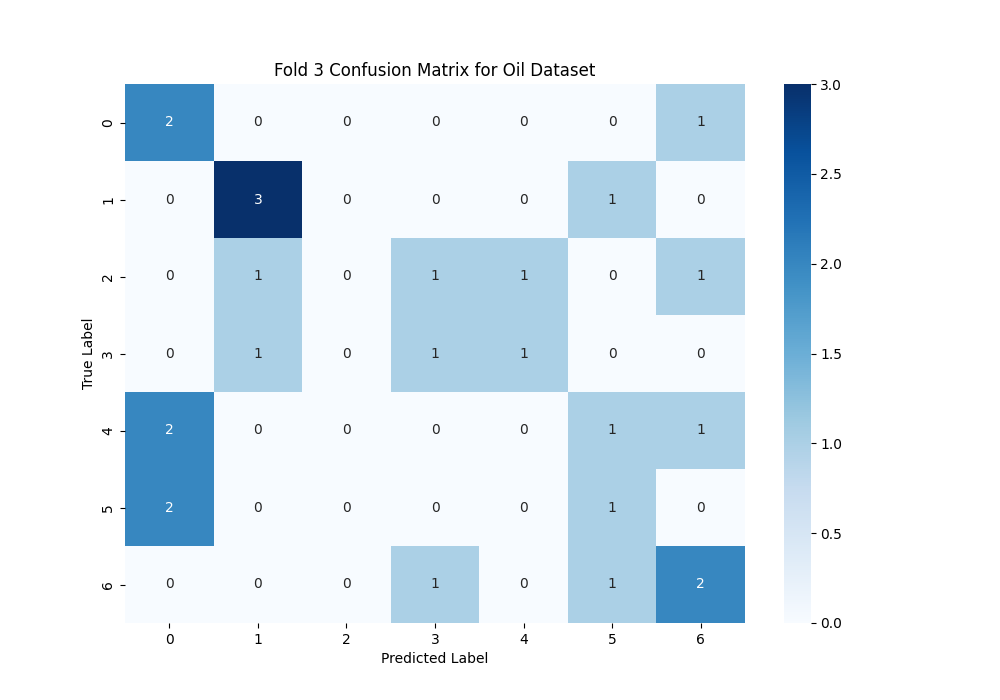 Fold 3 Confusion Matrix for Oil Dataset
0 2 0 0 0 0 0 1
1 0 3 0 0 0 1 0
2 0 1 0 1 1 0 1
3 0 1 0 1 1 0 0
4 2 0 0 0 0 1 1
5 2 0 0 0 0 1 0
6 0 0 0 1 0 1 2
0 1 2 3 4 5 6
Predicted Label
True Label
3.0
2.5
2.0
1.5
1.0
0.5
0.0